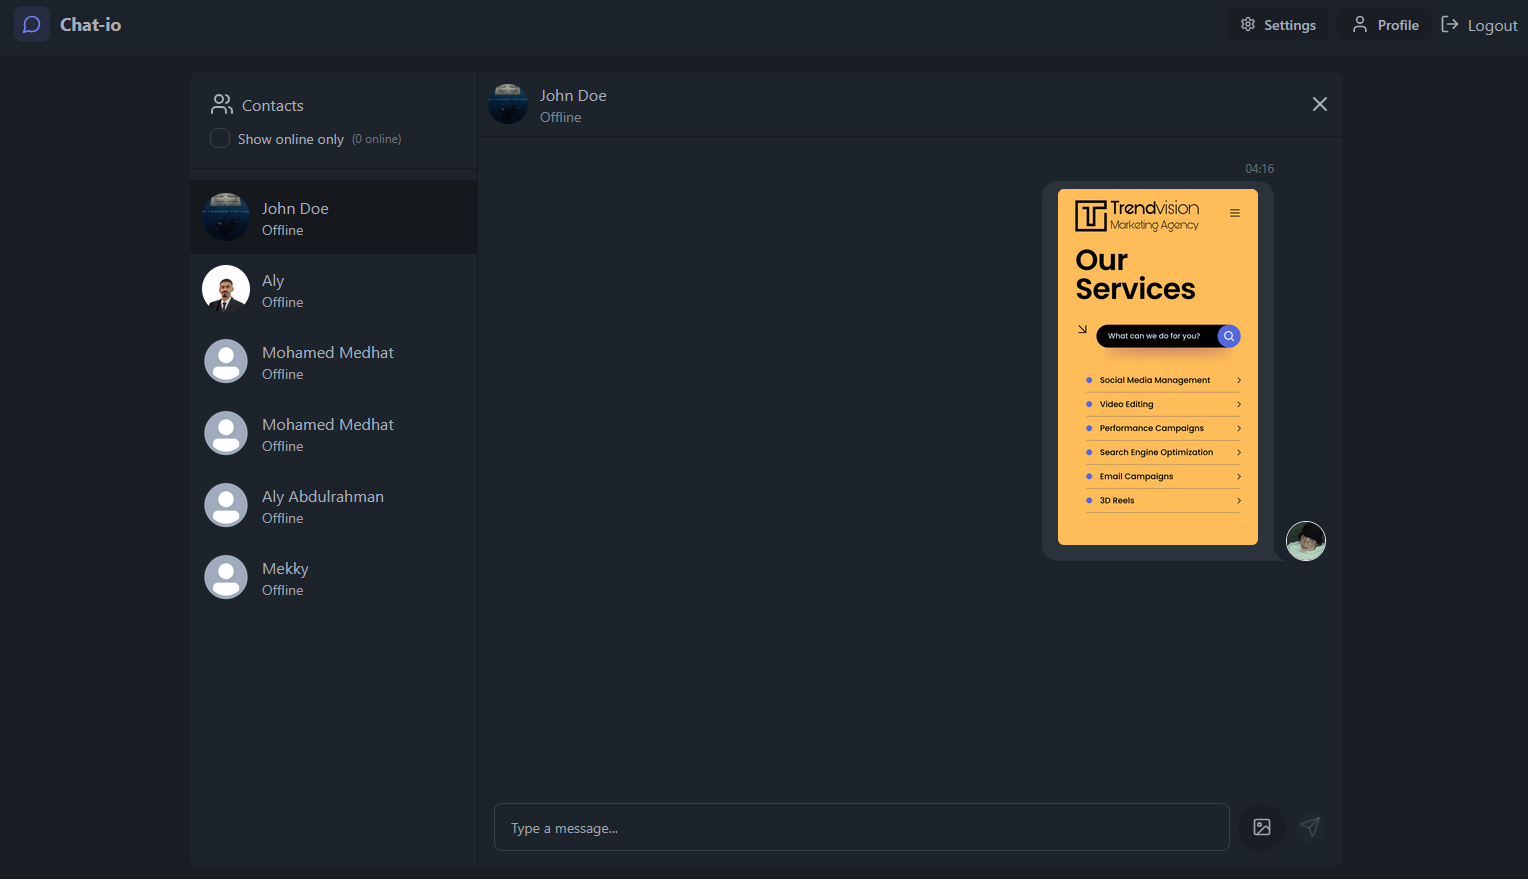 Chat-io
Settings
Profile
Logout
Contacts
Show online only (0 online)
John Doe
Offline
Aly
Offline
Mohamed Medhat
Offline
Mohamed Medhat
Offline
Aly Abdulrahman
Offline
Mekky
Offline
John Doe
Offline
04:16
Trendvision
Marketing Agency
Our
Services
What can we do for you?
Social Media Management
Video Editing
Performance Campaigns
Search Engine Optimization
Email Campaigns
3D Reels
Type a message...